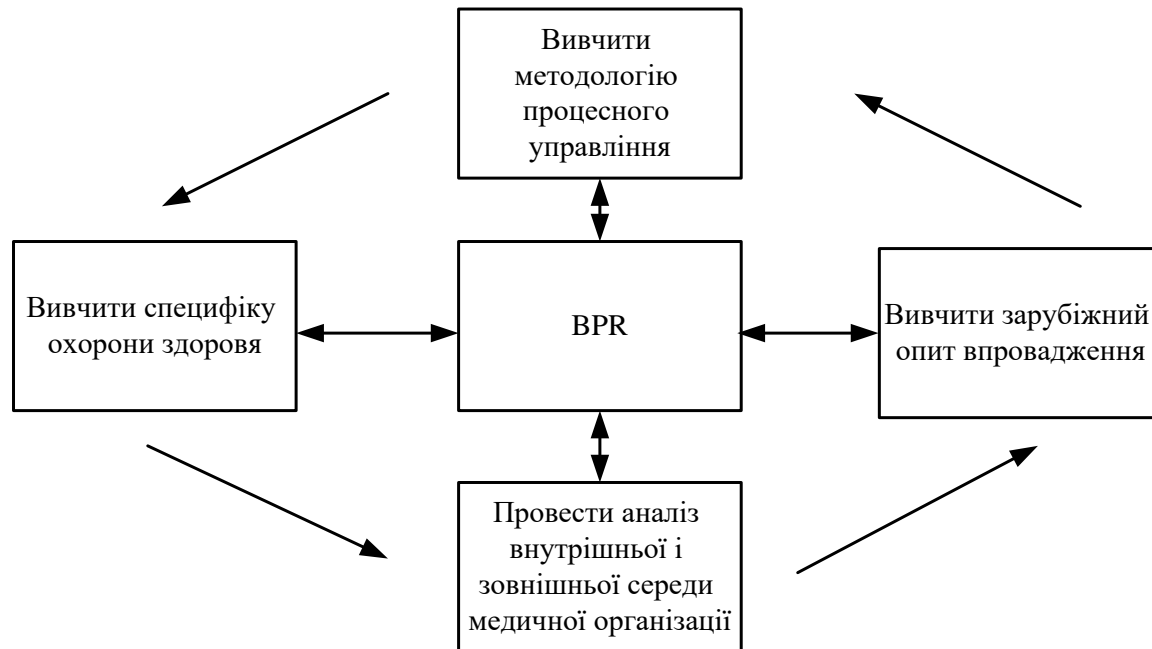 Вивчити
методологію
процесного
управління
Вивчити специфіку
охорони здоровя
BPR
Вивчити зарубіжний
опит впровадження
Провести аналіз
внутрішньої і
зовнішньої середи
медичної організації